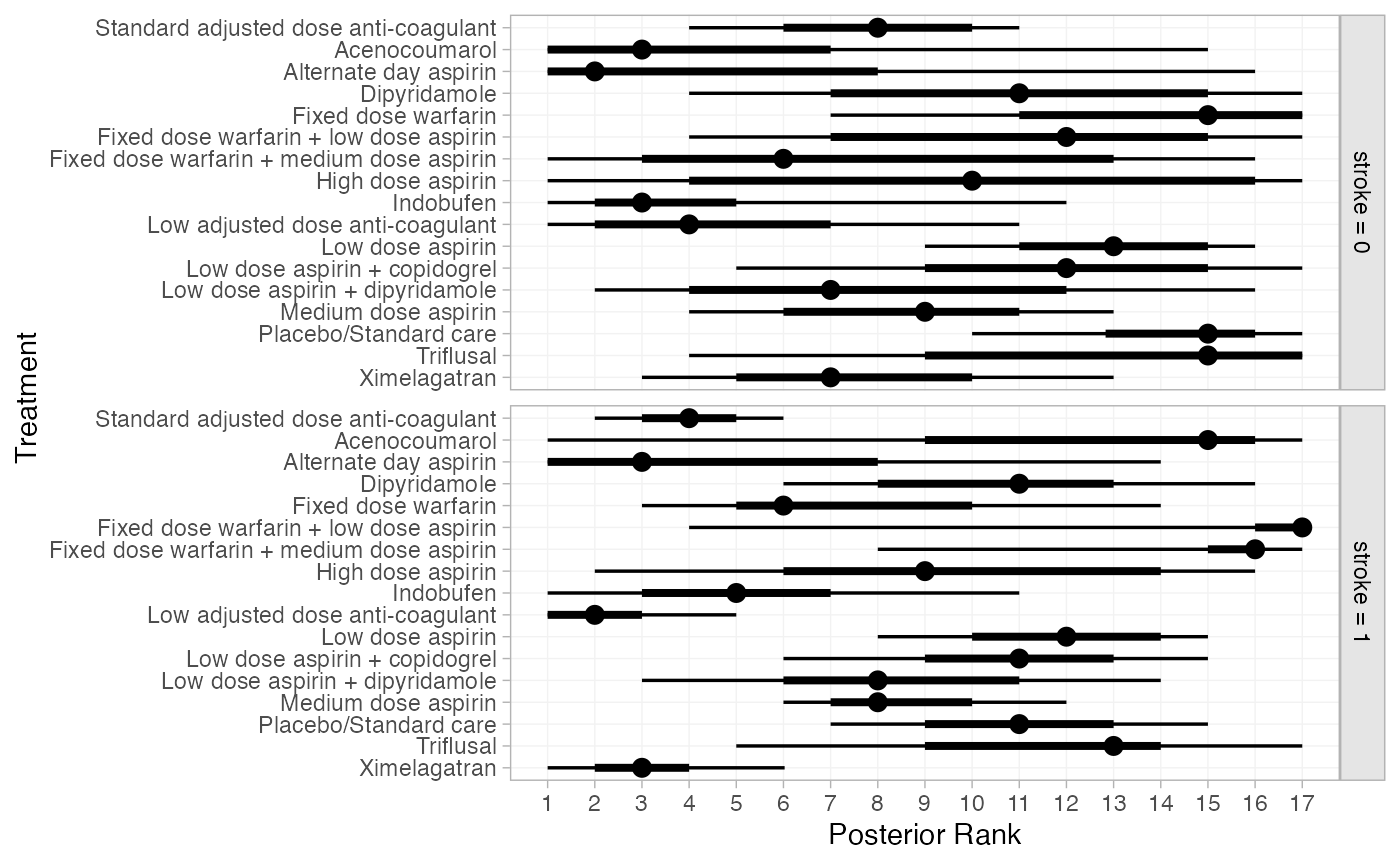 Treatment
Standard adjusted dose anti-coagulant
Acenocoumarol
Alternate day aspirin
Dipyridamole
Fixed dose warfarin
Fixed dose warfarin + low dose aspirin
Fixed dose warfarin + medium dose aspirin
High dose aspirin
Indobufen
Low adjusted dose anti-coagulant
Low dose aspirin
Low dose aspirin + copidogrel
Low dose aspirin + dipyridamole
Medium dose aspirin
Placebo/Standard care
Triflusal
Ximelagatran
stroke = 0
Standard adjusted dose anti-coagulant
Acenocoumarol
Alternate day aspirin
Dipyridamole
Fixed dose warfarin
Fixed dose warfarin + low dose aspirin
Fixed dose warfarin + medium dose aspirin
High dose aspirin
Indobufen
Low adjusted dose anti-coagulant
Low dose aspirin
Low dose aspirin + copidogrel
Low dose aspirin + dipyridamole
Medium dose aspirin
Placebo/Standard care
Triflusal
Ximelagatran
stroke = 1
1 2 3 4 5 6 7 8 9 10 11 12 13 14 15 16 17
Posterior Rank